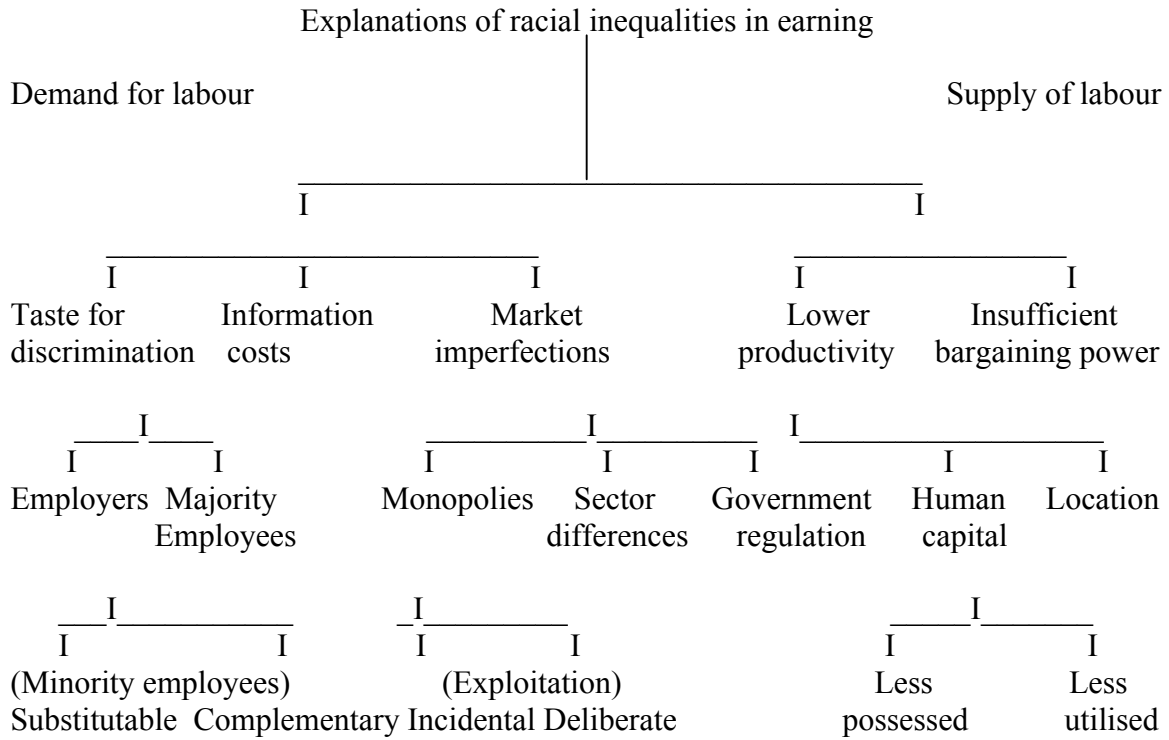 Explanations of racial inequalities in earning
Demand for labour Supply of labour
I I
I I I I I
Taste for Information Market Lower Insufficient
discrimination costs imperfections productivity bargaining power
I I I
I I I I I I I
Employers Majority Monopolies Sector Government Human Location
Employees differences regulation capital
I I I
I I I I I I
(Minority employees) (Exploitation) Less Less
Substitutable Complementary Incidental Deliberate possessed utilised